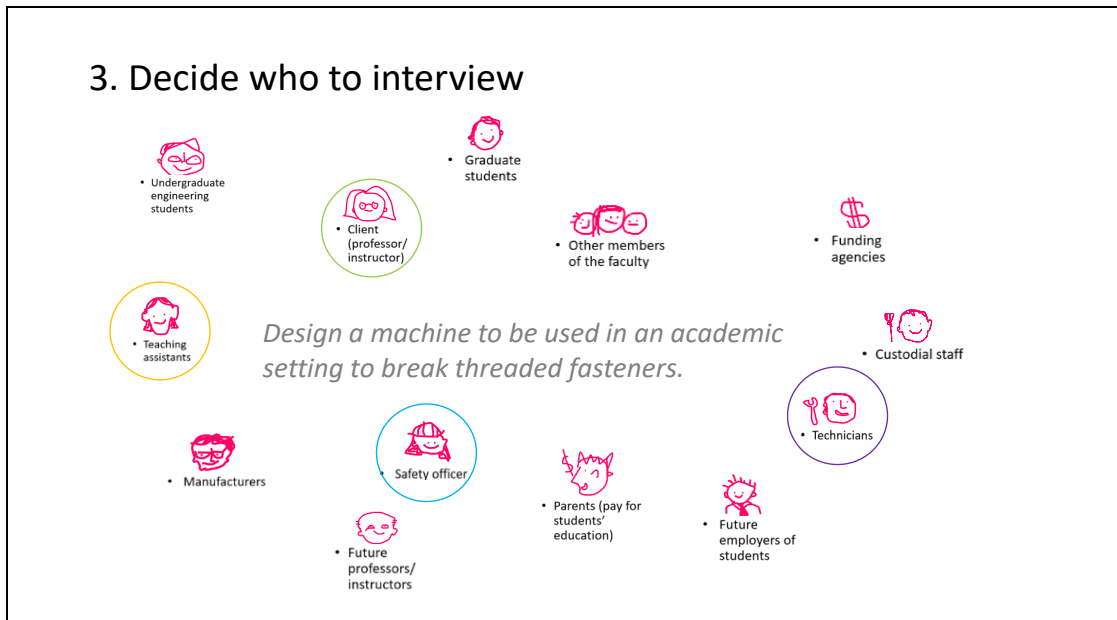 3. Decide who to interview
• Graduate
students
• Undergraduate
engineering
students
• Client
(professor/
instructor)
• Other members
of the faculty
• Funding
agencies
• Teaching
assistants
Design a machine to be used in an academic
setting to break threaded fasteners.
• Custodial staff
• Technicians
• Manufacturers
• Safety officer
• Parents (pay for
students’
education)
• Future
employers of
students
• Future
professors/
instructors